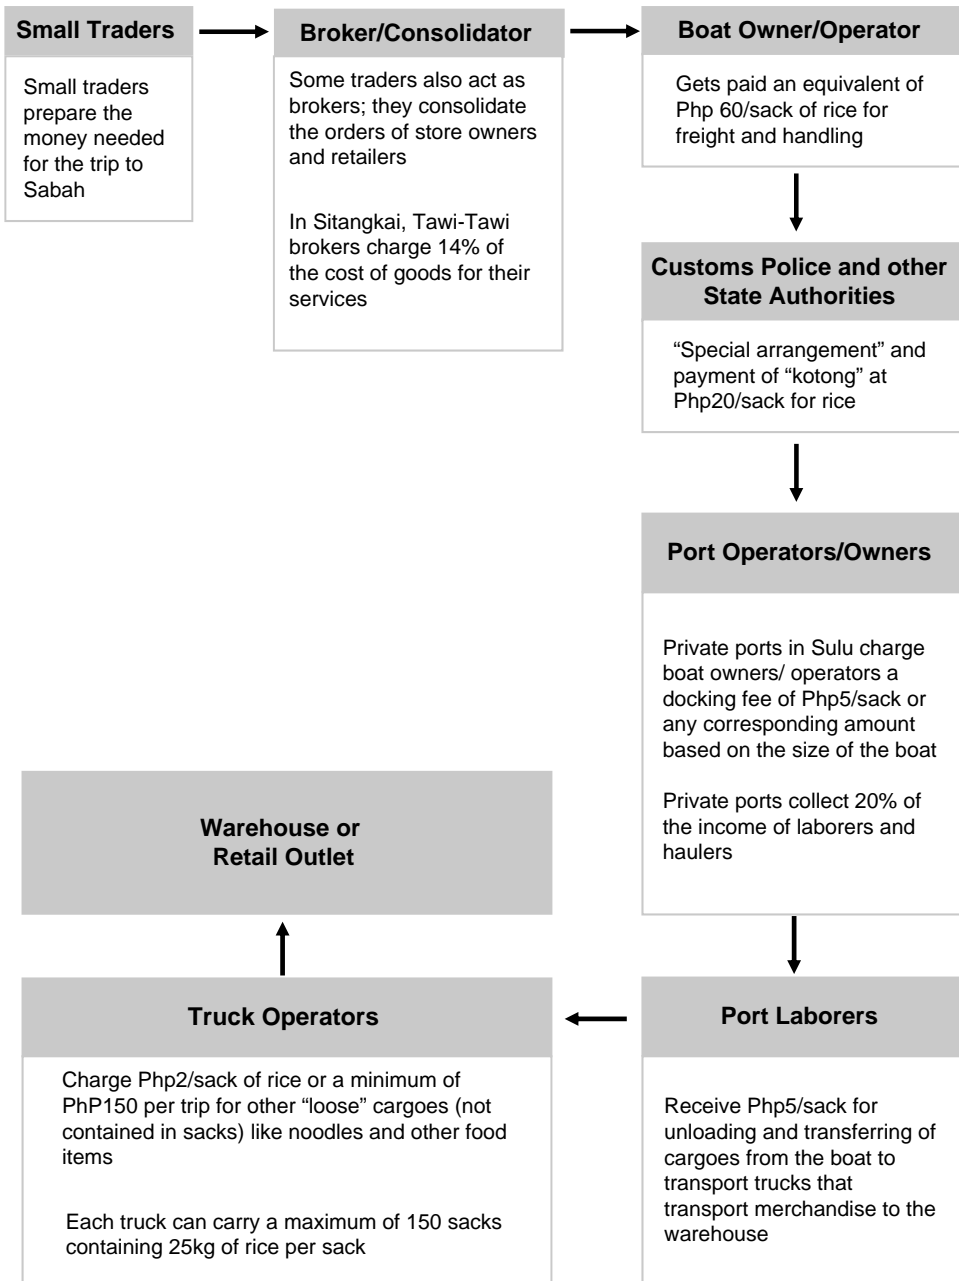 Small Traders
Small traders
prepare the
money needed
for the trip to
Sabah
Broker/Consolidator
Some traders also act as
brokers; they consolidate
the orders of store owners
and retailers
In Sitangkai, Tawi-Tawi
brokers charge 14% of
the cost of goods for their
services
Boat Owner/Operator
Gets paid an equivalent of
Php 60/sack of rice for
freight and handling
Customs Police and other
State Authorities
“Special arrangement” and
payment of “kotong” at
Php20/sack for rice
Port Operators/Owners
Private ports in Sulu charge
boat owners/ operators a
docking fee of Php5/sack or
any corresponding amount
based on the size of the boat
Private ports collect 20% of
the income of laborers and
haulers
Port Laborers
Receive Php5/sack for
unloading and transferring of
cargoes from the boat to
transport trucks that
transport merchandise to the
warehouse
Truck Operators
Charge Php2/sack of rice or a minimum of
PhP150 per trip for other “loose” cargoes (not
contained in sacks) like noodles and other food
items
Each truck can carry a maximum of 150 sacks
containing 25kg of rice per sack
Warehouse or
Retail Outlet